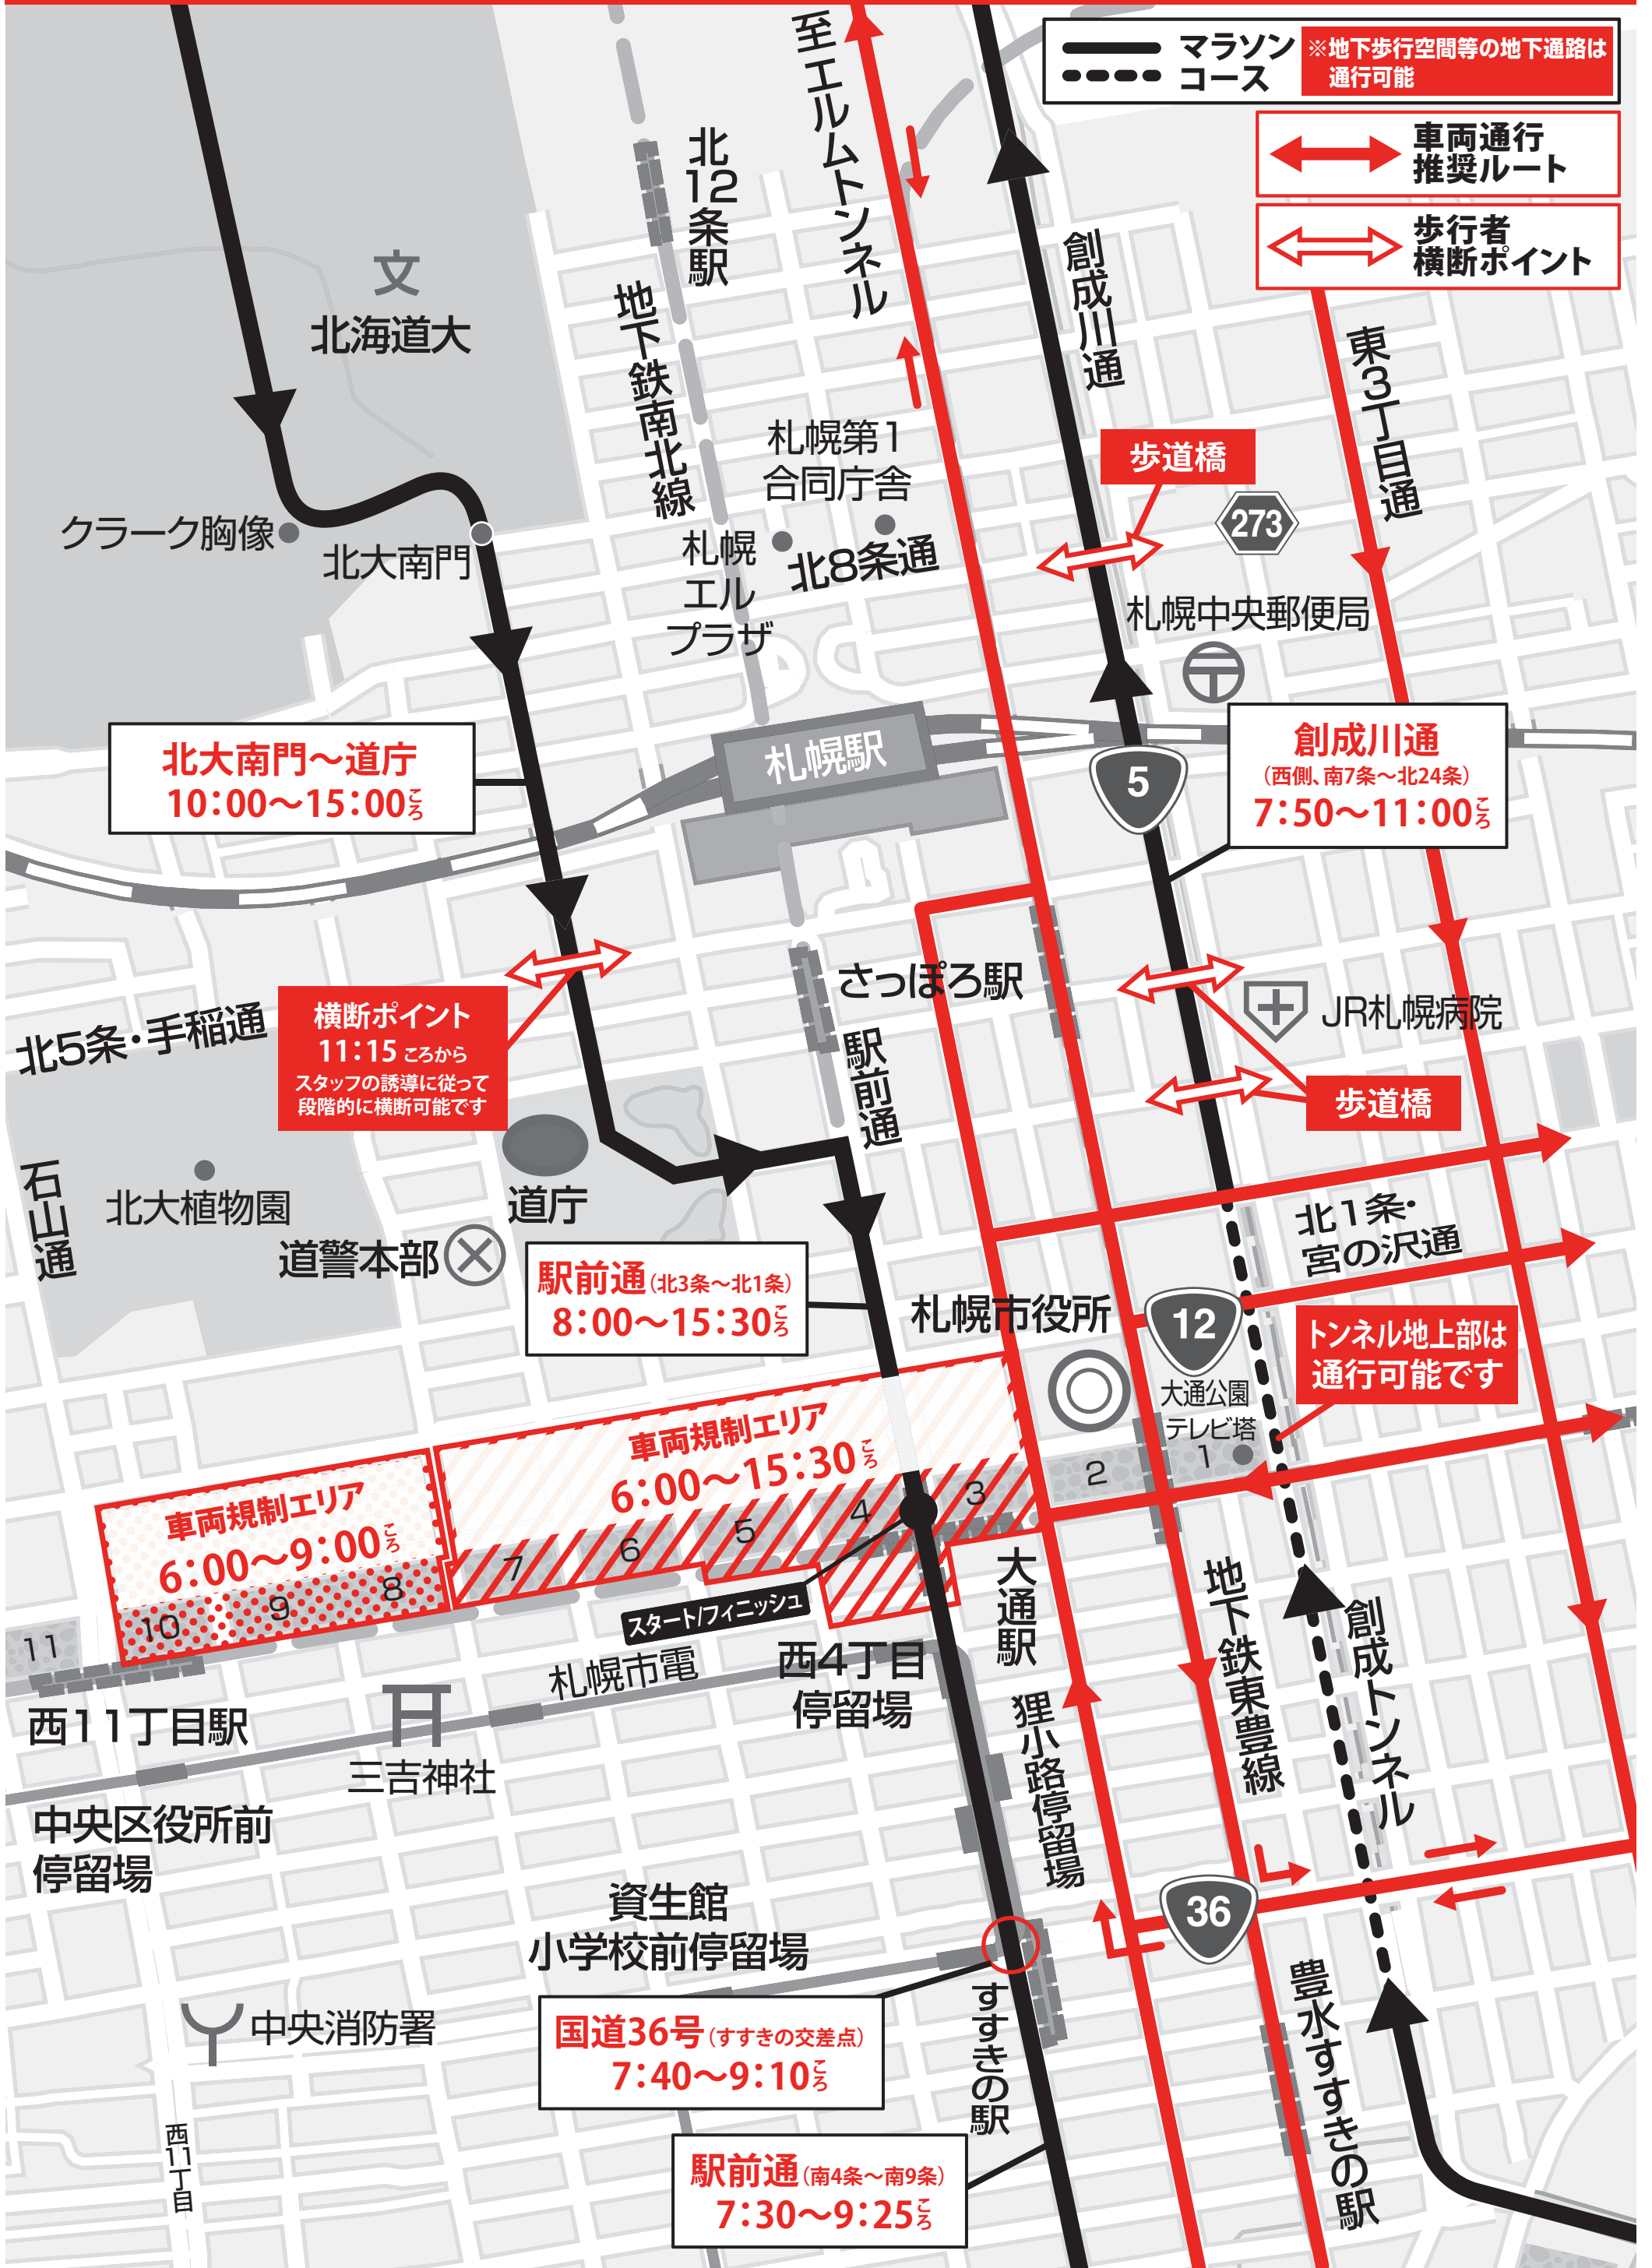 マラソン
コース
※地下歩行空間等の地下通路は
通行可能
車両通行
推奨ルート
歩行者
横断ポイント
至エルムトンネル
北12条駅
地下鉄南北線
創成川通
東3丁目通
文
北海道大
クラーク胸像
北大南門
札幌第1
合同庁舎
札幌
エル
プラザ
北8条通
歩道橋
273
札幌中央郵便局
札幌駅
北大南門〜道庁
10:00〜15:00ころ
5
創成川通
(西側、南7条〜北24条)
7:50〜11:00ころ
さっぽろ駅
駅前通
JR札幌病院
歩道橋
北5条・手稲通
横断ポイント
11:15ころから
スタッフの誘導に従って
段階的に横断可能です
石山通
北大植物園
道庁
道警本部
駅前通(北3条〜北1条)
8:00〜15:30ころ
北1条・
宮の沢通
札幌市役所
12
大通公園
テレビ塔
トンネル地上部は
通行可能です
車両規制エリア
6:00〜15:30ころ
車両規制エリア
6:00〜9:00ころ
1
2
3
4
5
6
7
8
9
10
11
スタート/フィニッシュ
札幌市電
西4丁目
停留場
大通駅
狸小路停留場
地下鉄東豊線
創成トンネル
西11丁目駅
三吉神社
中央区役所前
停留場
資生館
小学校前停留場
36
中央消防署
国道36号(すすきの交差点)
7:40〜9:10ころ
すすきの駅
豊水すすきの駅
西11丁目
駅前通(南4条〜南9条)
7:30〜9:25ころ